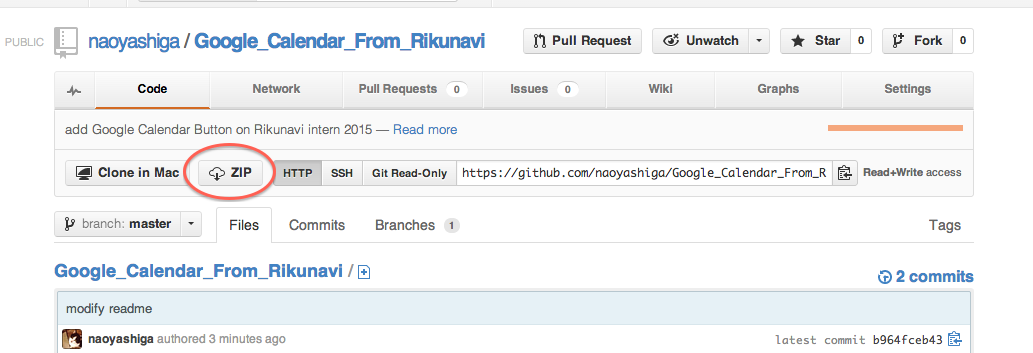 PUBLIC naoyashiga / Google_Calendar_From_Rikunavi Pull Request Unwatch Star 0 Fork 0
Code Network Pull Requests 0 Issues 0 Wiki Graphs Settings
add Google Calendar Button on Rikunavi intern 2015 — Read more
Clone in Mac ZIP HTTP SSH Git Read-Only https://github.com/naoyashiga/Google_Calendar_From_R Read+Write access
branch: master Files Commits Branches 1 Tags
Google_Calendar_From_Rikunavi / 2 commits
modify readme
naoyashiga authored 3 minutes ago latest commit b964fceb43